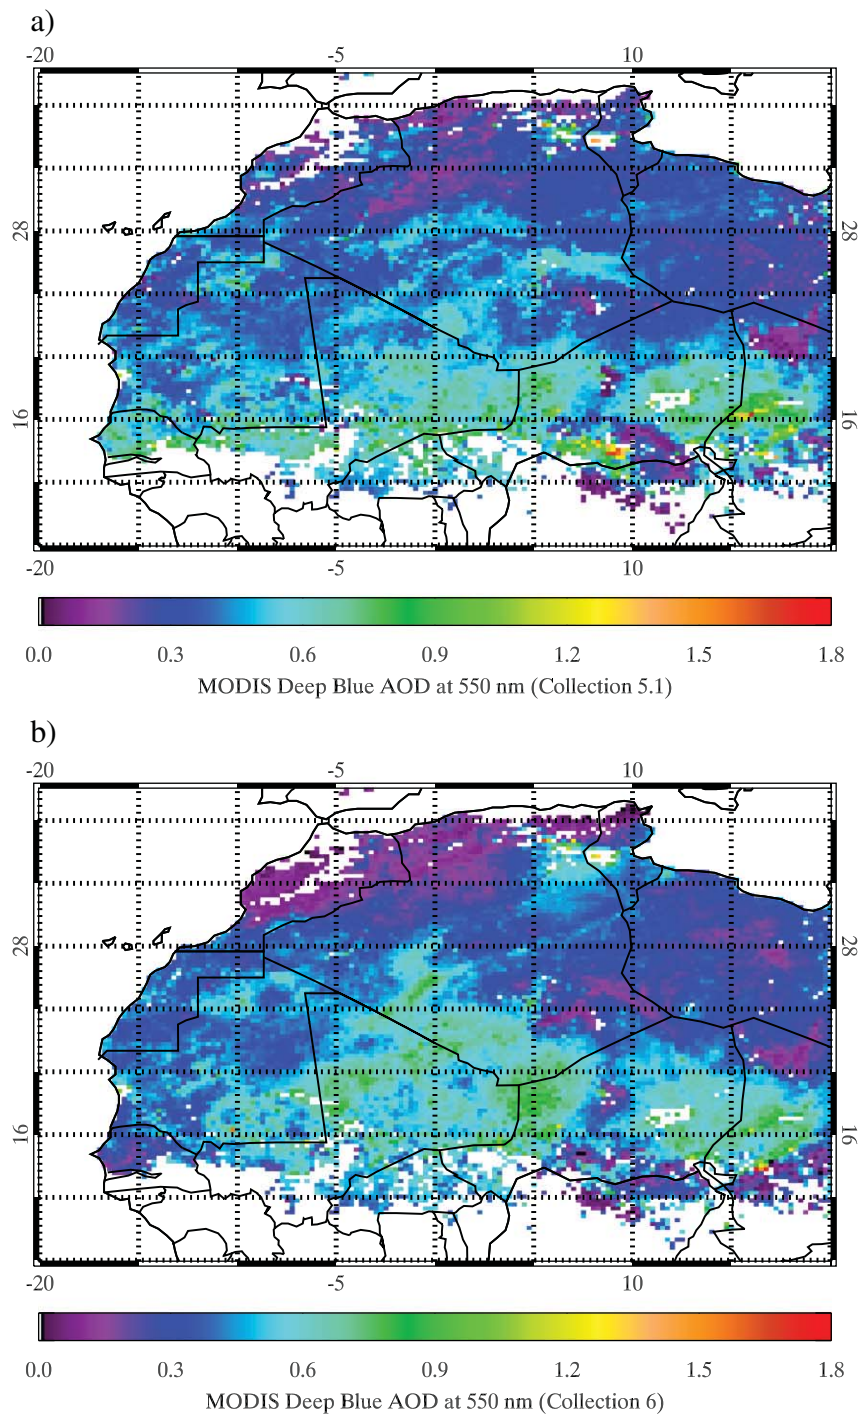 a)
-20 -5 10
28 28
16 16
-20 -5 10
0.0 0.3 0.6 0.9 1.2 1.5 1.8
MODIS Deep Blue AOD at 550 nm (Collection 5.1)
b)
-20 -5 10
28 28
16 16
-20 -5 10
0.0 0.3 0.6 0.9 1.2 1.5 1.8
MODIS Deep Blue AOD at 550 nm (Collection 6)